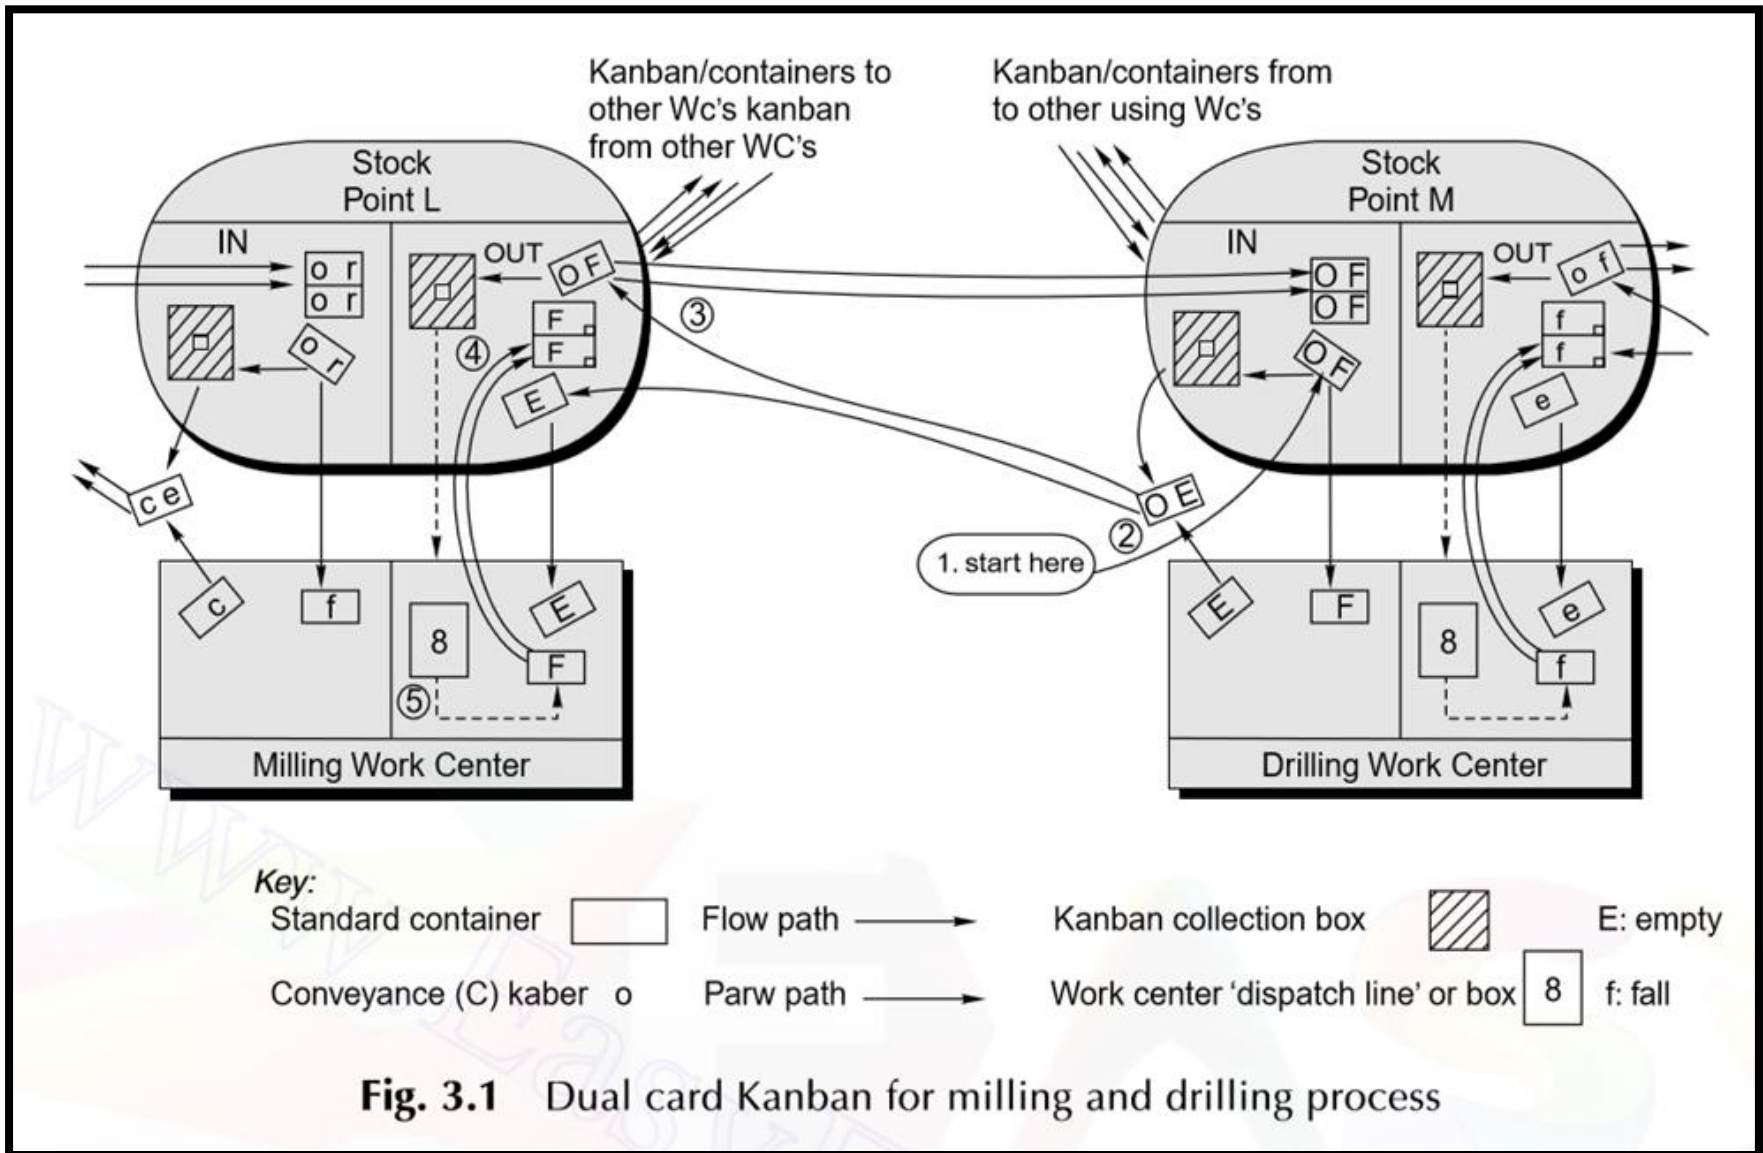 Kanban/containers to
other Wc's kanban
from other WC's
Kanban/containers from
to other using Wc's
Stock
Point L
IN
OUT
o r
o r
o r
O F
F
F
E
3
4
c e
c
f
8
E
F
5
Milling Work Center
Stock
Point M
IN
OUT
O F
O F
O F
o f
f
f
e
O E
2
1. start here
E
F
8
e
f
Drilling Work Center
Key:
Standard container
Flow path
Kanban collection box
E: empty
Conveyance (C) kaber o
Parw path
Work center 'dispatch line' or box 8
f: fall
Fig. 3.1 Dual card Kanban for milling and drilling process